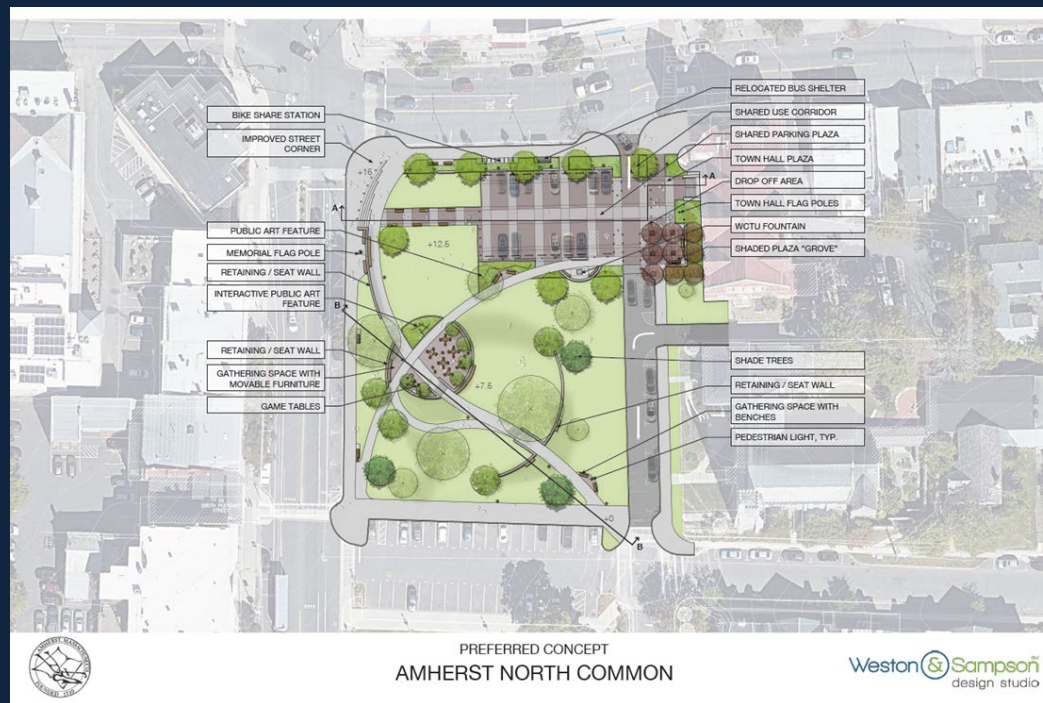 BIKE SHARE STATION
IMPROVED STREET
CORNER
PUBLIC ART FEATURE
MEMORIAL FLAG POLE
RETAINING / SEAT WALL
INTERACTIVE PUBLIC ART
FEATURE
RETAINING / SEAT WALL
GATHERING SPACE WITH
MOVABLE FURNITURE
GAME TABLES
RELOCATED BUS SHELTER
SHARED USE CORRIDOR
SHARED PARKING PLAZA
TOWN HALL PLAZA
DROP OFF AREA
TOWN HALL FLAG POLES
WCTU FOUNTAIN
SHADED PLAZA "GROVE"
SHADE TREES
RETAINING / SEAT WALL
GATHERING SPACE WITH
BENCHES
PEDESTRIAN LIGHT, TYP.
+16
A
A
+12.6
B
+7.6
+0
B
PREFERRED CONCEPT
AMHERST NORTH COMMON
AMHERST MASSACHUSETTS
Weston & Sampson
design studio